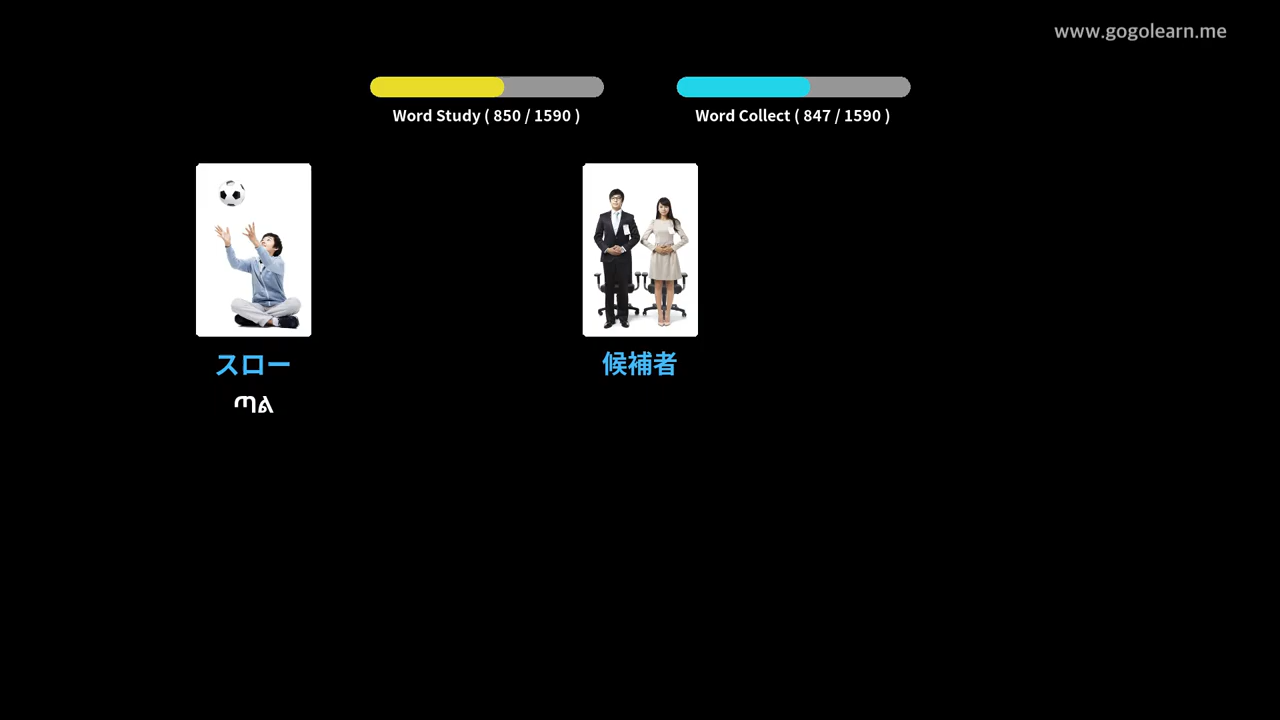 www.gogolearn.me
Word Study ( 850 / 1590 )
Word Collect ( 847 / 1590 )
スロー
ጣል
候補者